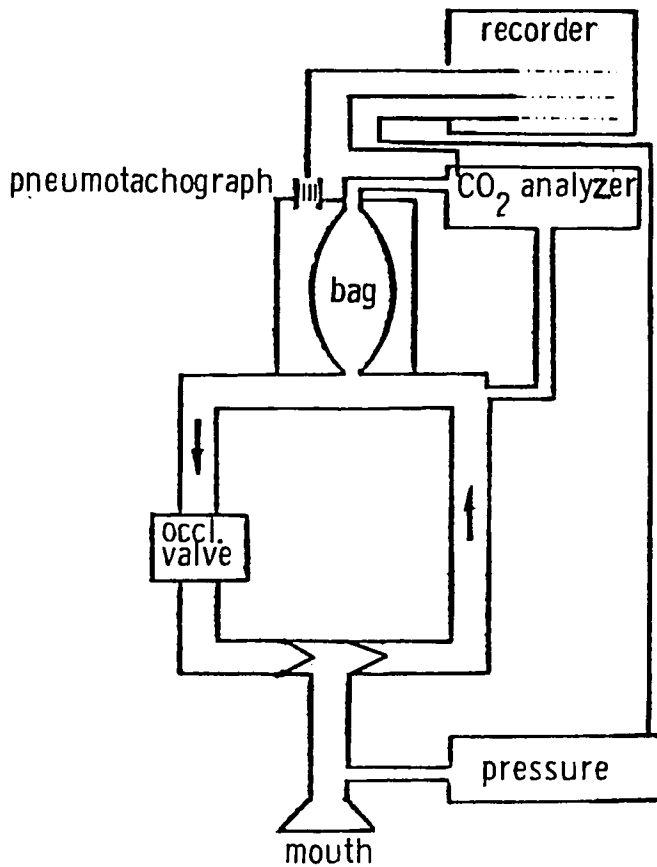 recorder
pneumotachograph
CO2 analyzer
bag
occl.
valve
pressure
mouth